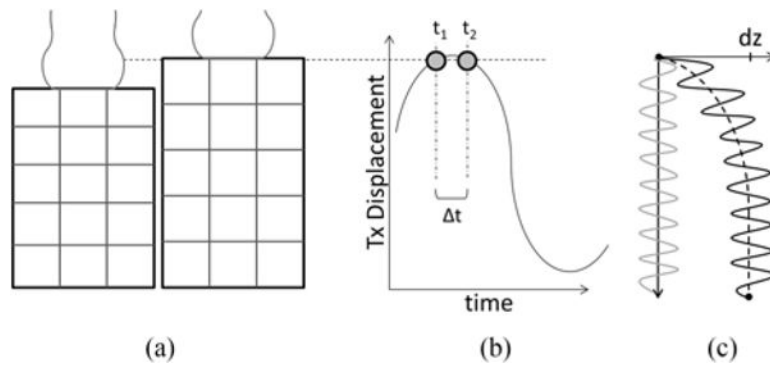 t₁ t₂
dz
Tx Displacement
Δt
time
(a)
(b)
(c)